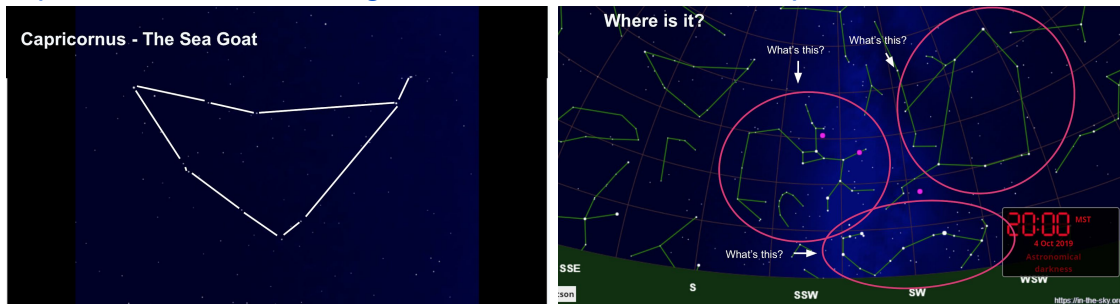 Capricornus - The Sea Goat
Where is it?
What's this?
What's this?
What's this?
20:00 MST
4 Oct 2019
Astronomical
darkness
SSE
S
SSW
SW
WSW
tson
https://in-the-sky.o